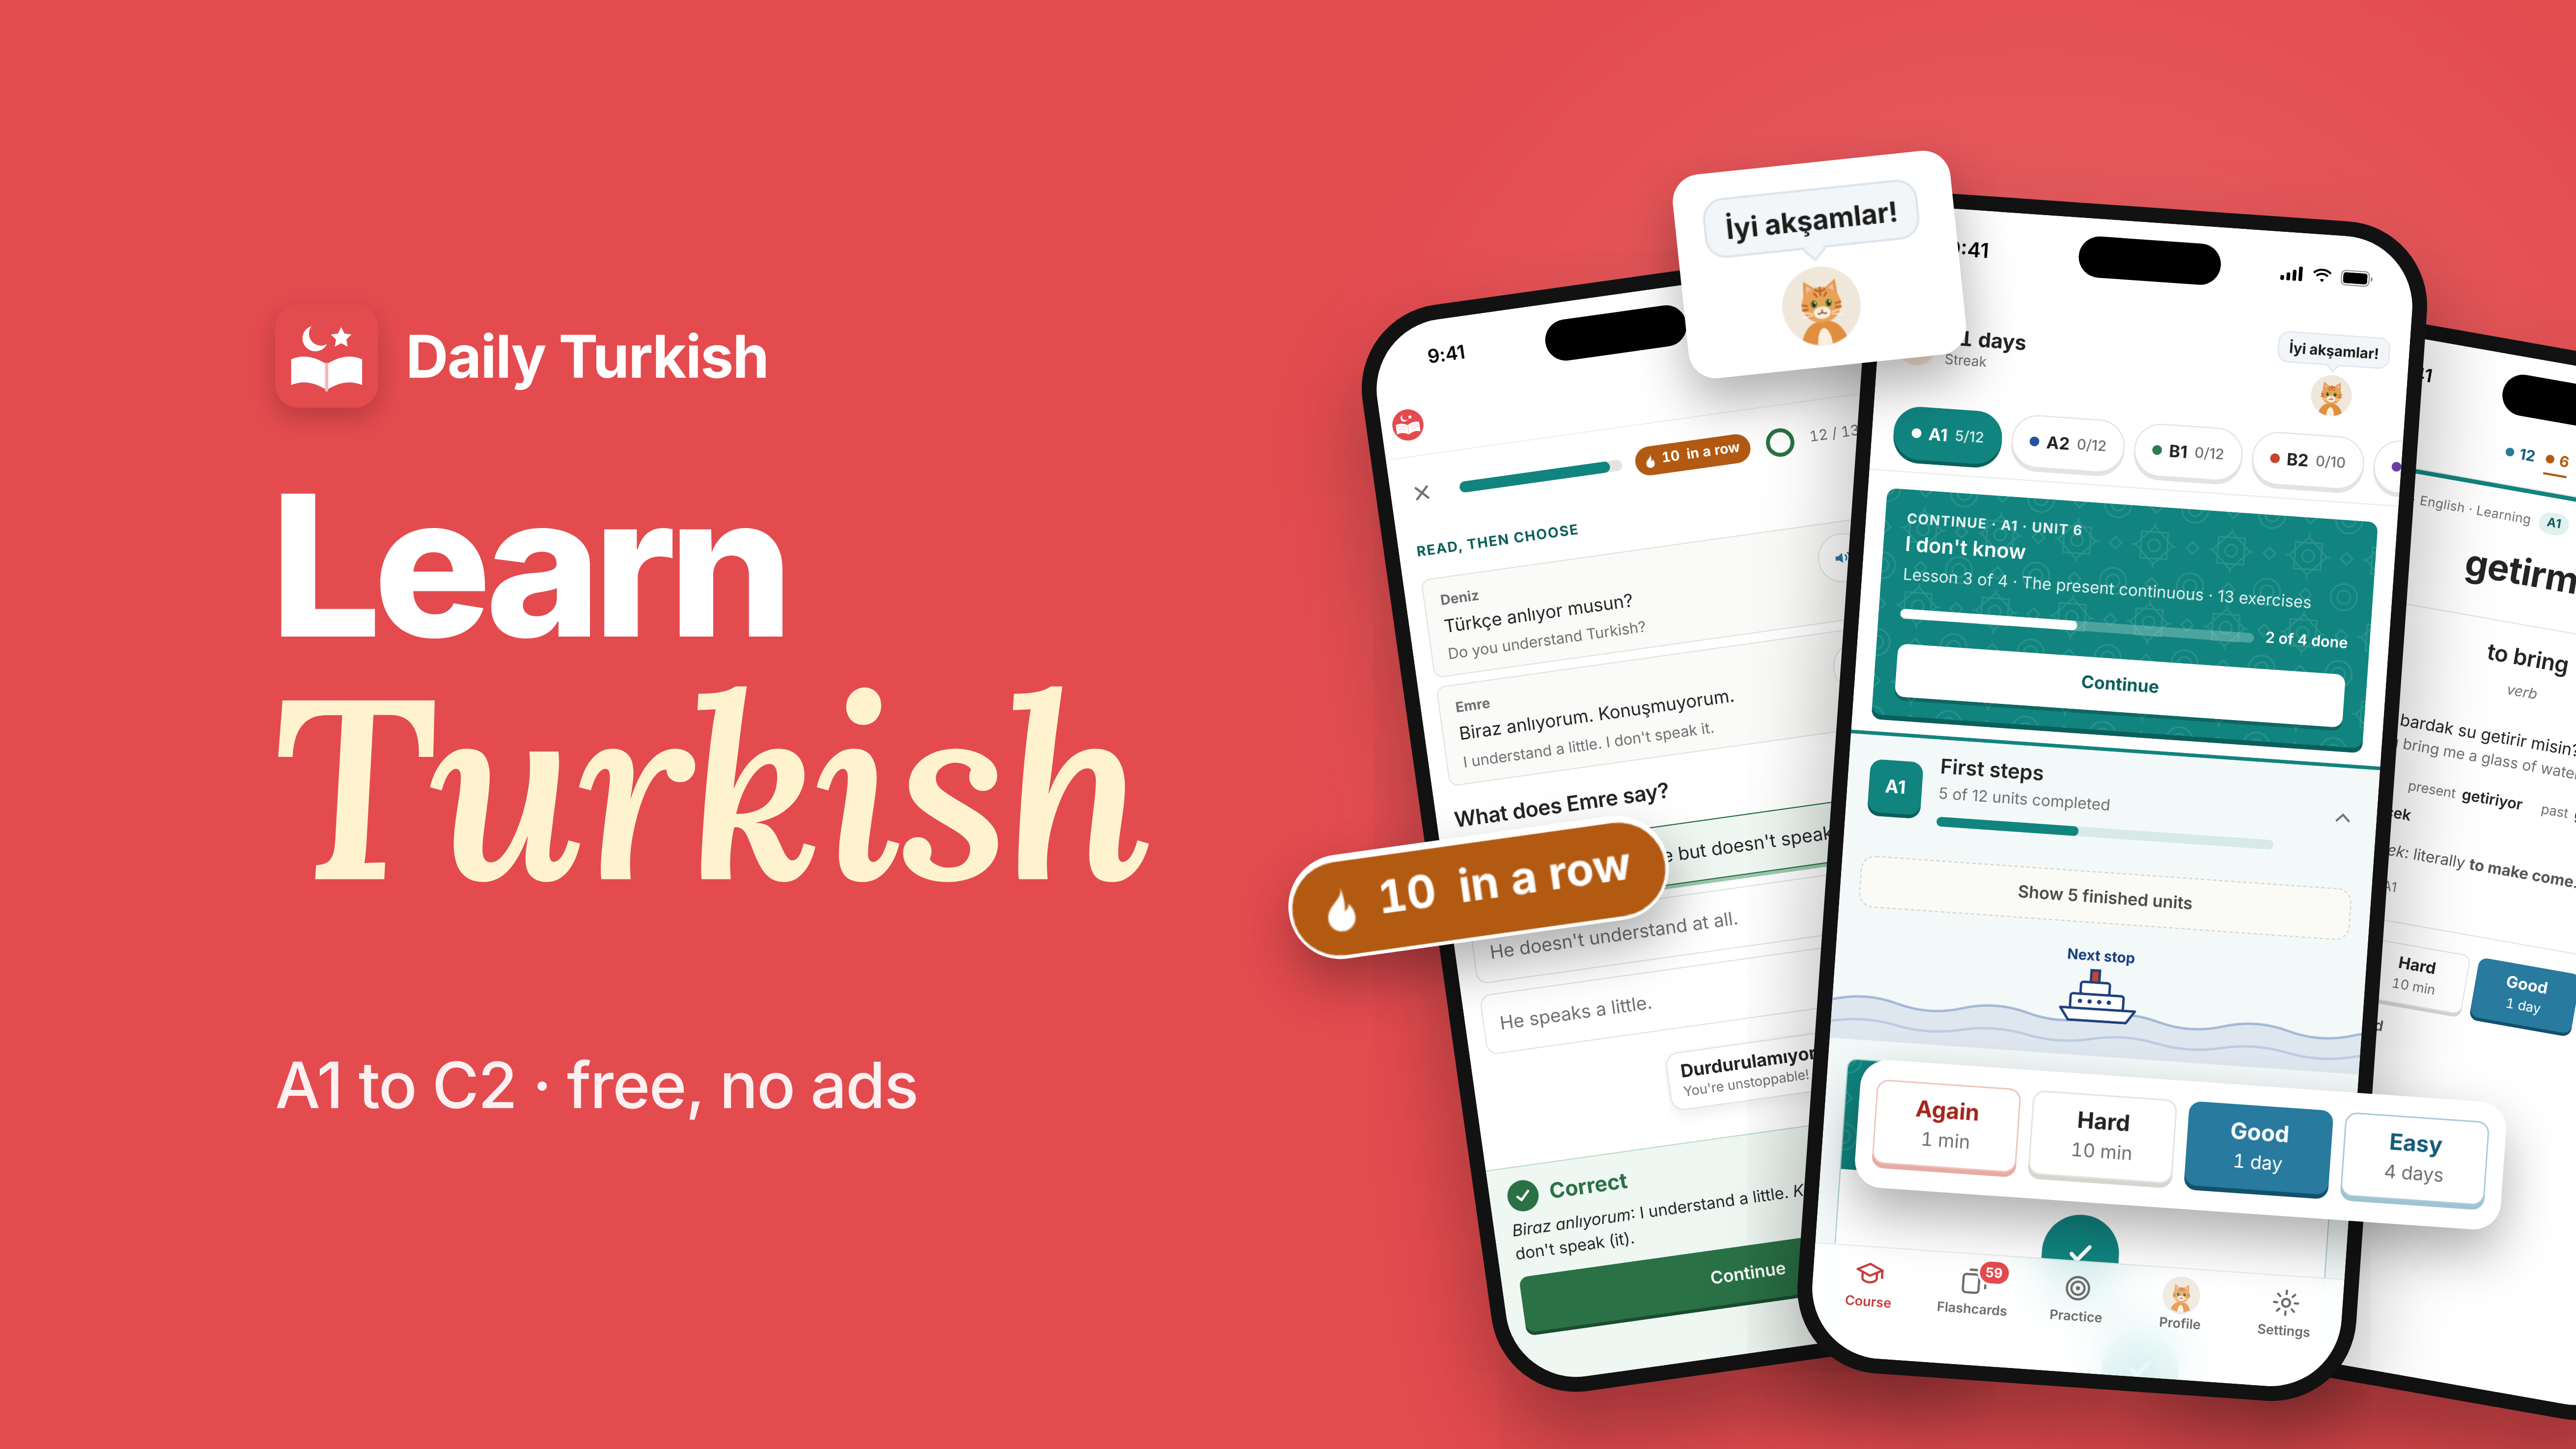 Daily Turkish
Learn
Turkish
A1 to C2 · free, no ads
9:41
10 in a row
12 / 13
READ, THEN CHOOSE
Deniz
Türkçe anlıyor musun?
Do you understand Turkish?
Emre
Biraz anlıyorum. Konuşmuyorum.
I understand a little. I don't speak it.
What does Emre say?
but doesn't speak
10 in a row
He doesn't understand at all.
He speaks a little.
You're unstoppable!
Correct
Biraz anlıyorum: I understand a little. K
don't speak (it).
Continue
İyi akşamlar!
:41
1 days
Streak
İyi akşamlar!
A1 5/12
A2 0/12
B1 0/12
B2 0/10
CONTINUE · A1 · UNIT 6
I don't know
Lesson 3 of 4 · The present continuous · 13 exercises
2 of 4 done
Continue
A1
First steps
5 of 12 units completed
Show 5 finished units
Next stop
Again
1 min
Hard
10 min
Good
1 day
Easy
4 days
Course
59
Flashcards
Practice
Profile
Settings
12
6
English · Learning A1
to bring
verb
bardak su getirir misin?
bring me a glass of
present getiriyor past
literally to make come.
A1
Hard
10 min
Good
1 day